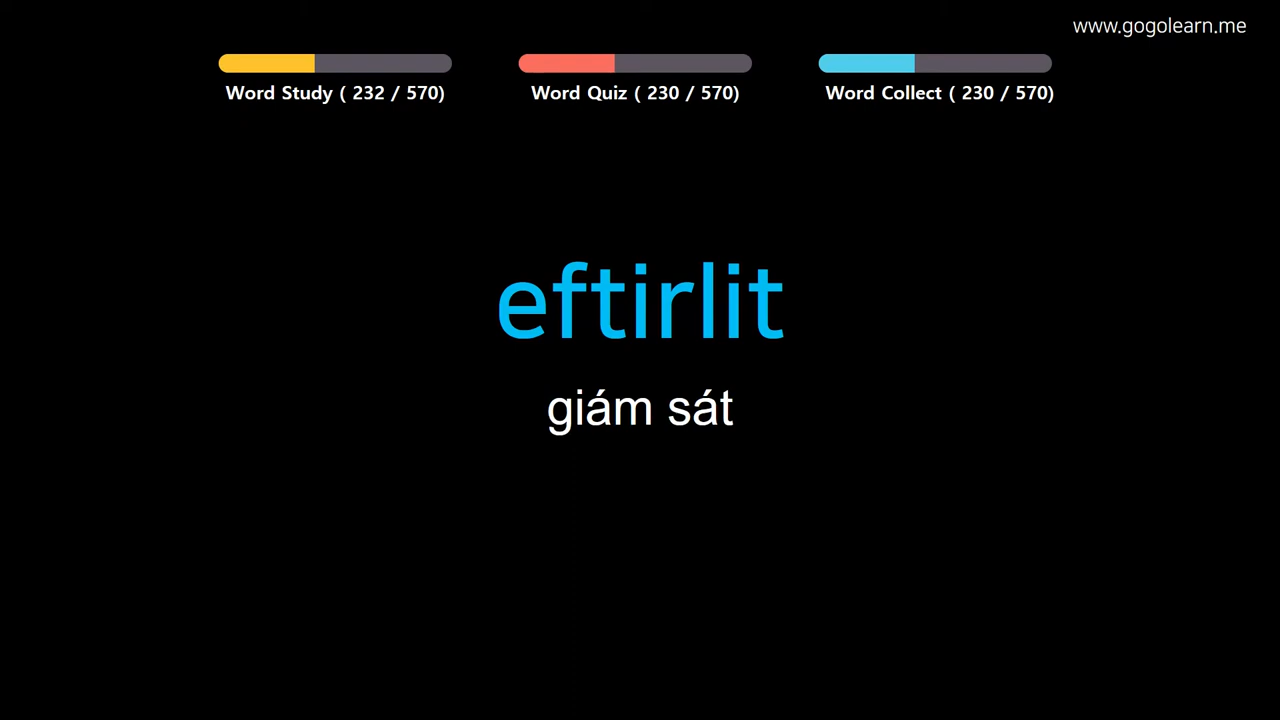 www.gogolearn.me
Word Study ( 232 / 570)
Word Quiz ( 230 / 570)
Word Collect ( 230 / 570)
eftirlit
giám sát